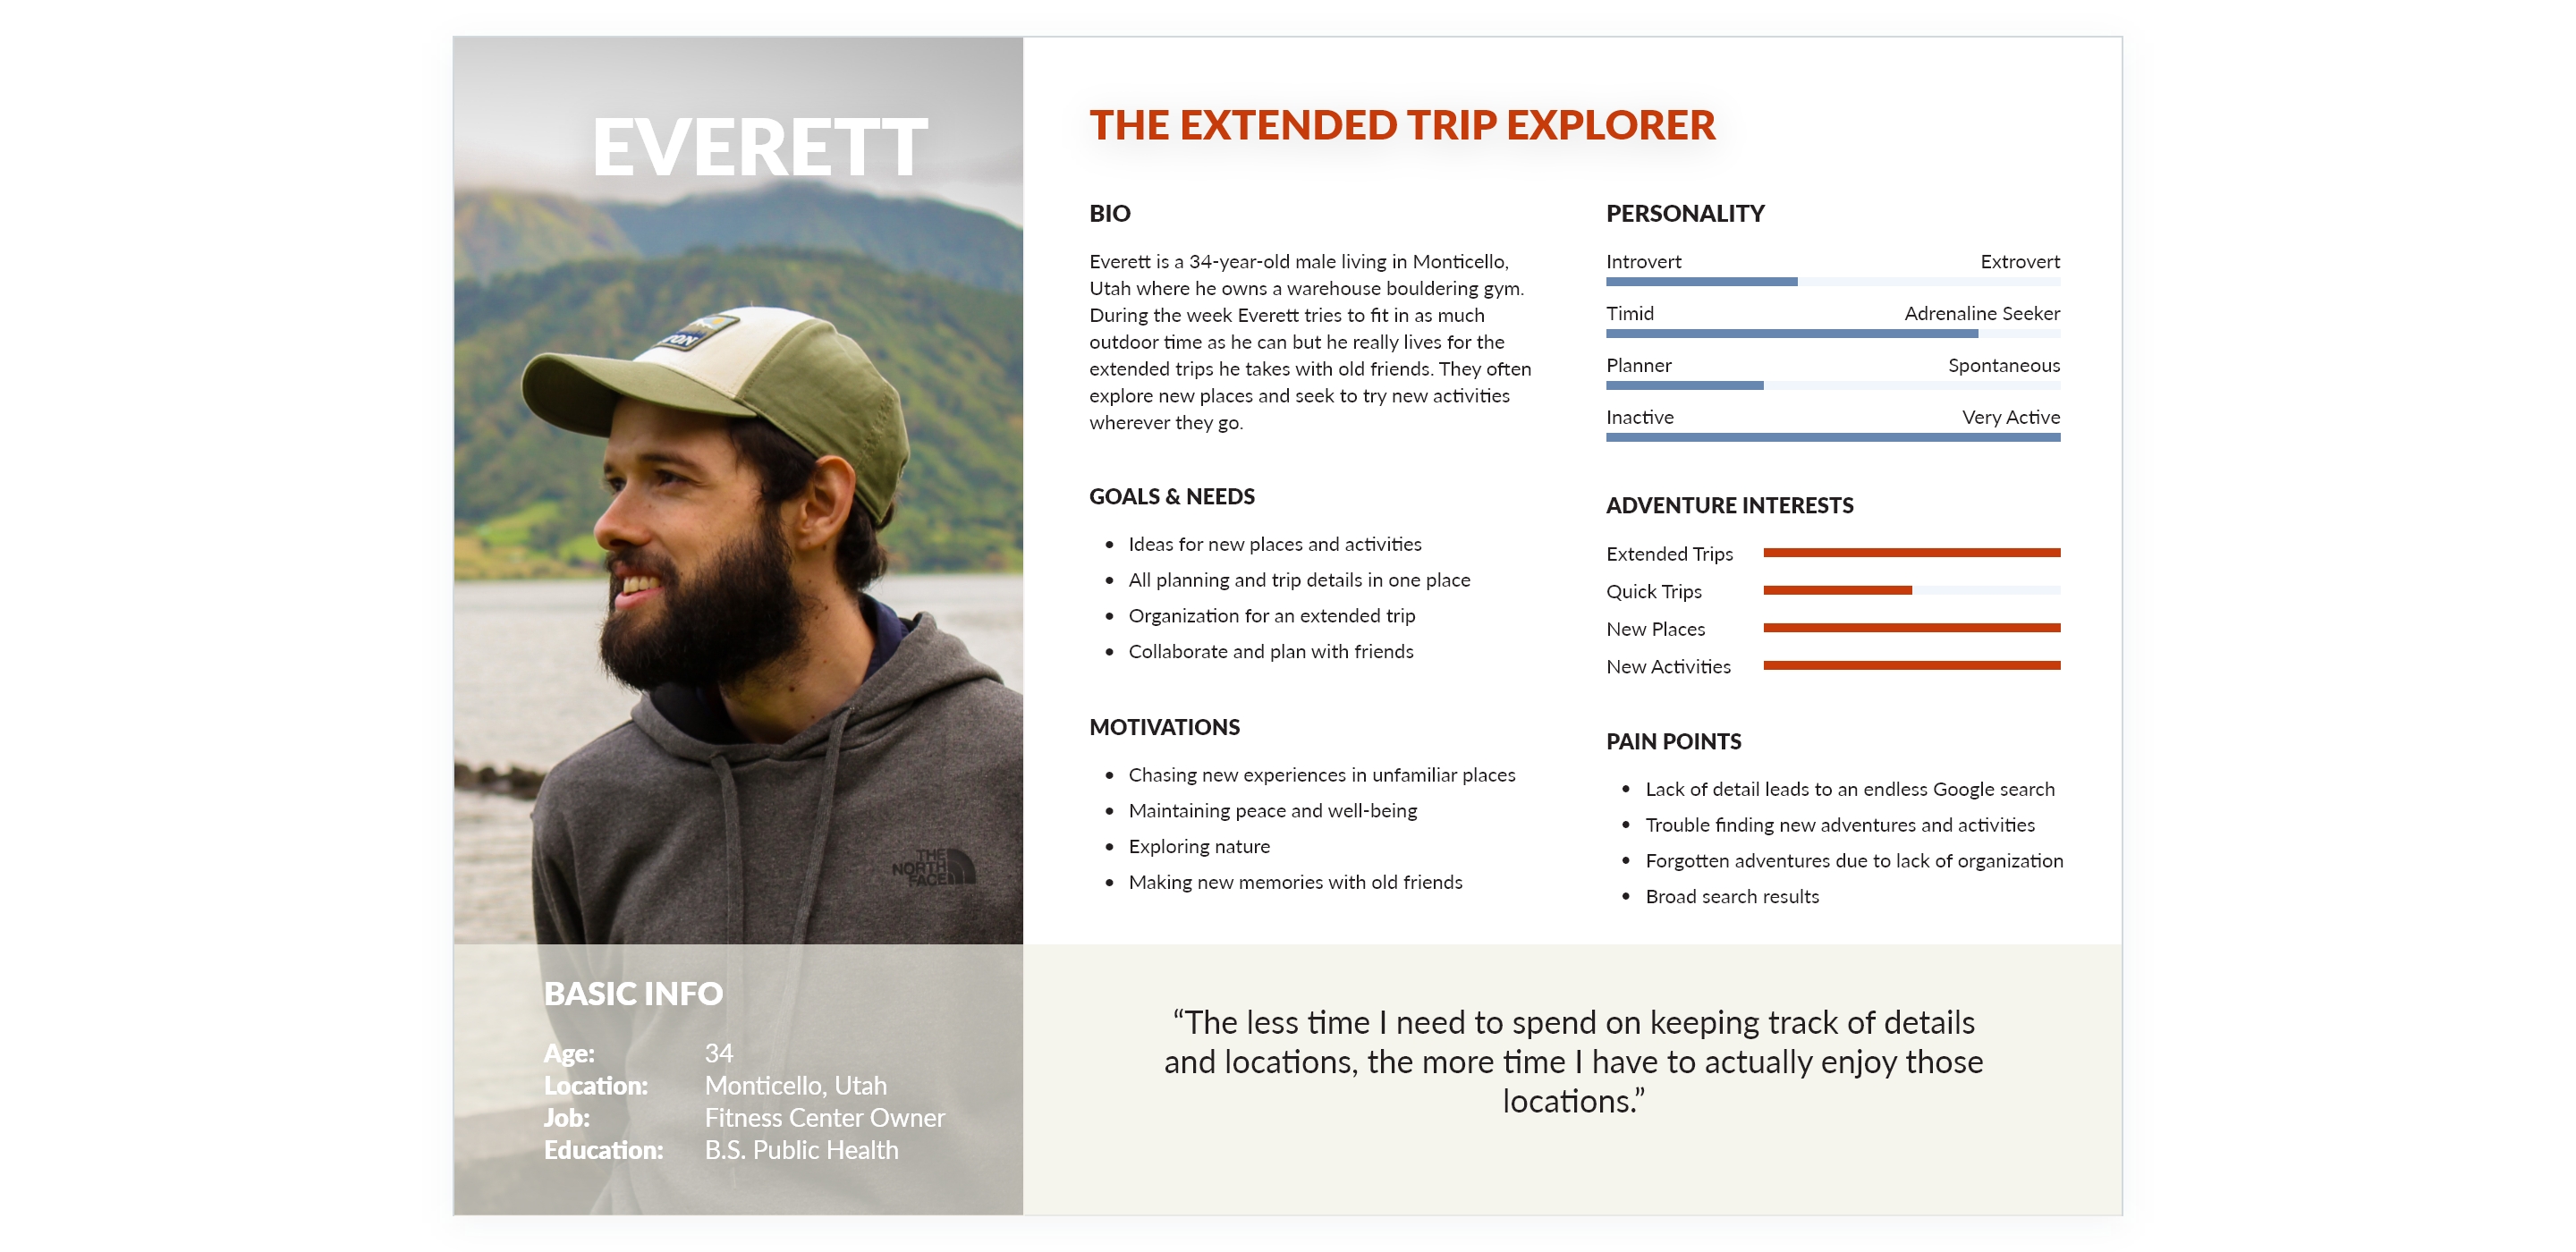 EVERETT
THE EXTENDED TRIP EXPLORER
BIO
Everett is a 34-year-old male living in Monticello,
Utah where he owns a warehouse bouldering gym.
During the week Everett tries to fit in as much
outdoor time as he can but he really lives for the
extended trips he takes with old friends. They often
explore new places and seek to try new activities
wherever they go.
GOALS & NEEDS
• Ideas for new places and activities
• All planning and trip details in one place
• Organization for an extended trip
• Collaborate and plan with friends
MOTIVATIONS
• Chasing new experiences in unfamiliar places
• Maintaining peace and well-being
• Exploring nature
• Making new memories with old friends
PERSONALITY
Introvert Extrovert
Timid Adrenaline Seeker
Planner Spontaneous
Inactive Very Active
ADVENTURE INTERESTS
Extended Trips
Quick Trips
New Places
New Activities
PAIN POINTS
• Lack of detail leads to an endless Google search
• Trouble finding new adventures and activities
• Forgotten adventures due to lack of organization
• Broad search results
THE
NORTH
FACE
BASIC INFO
Age: 34
Location: Monticello, Utah
Job: Fitness Center Owner
Education: B.S. Public Health
“The less time I need to spend on keeping track of details
and locations, the more time I have to actually enjoy those
locations.”